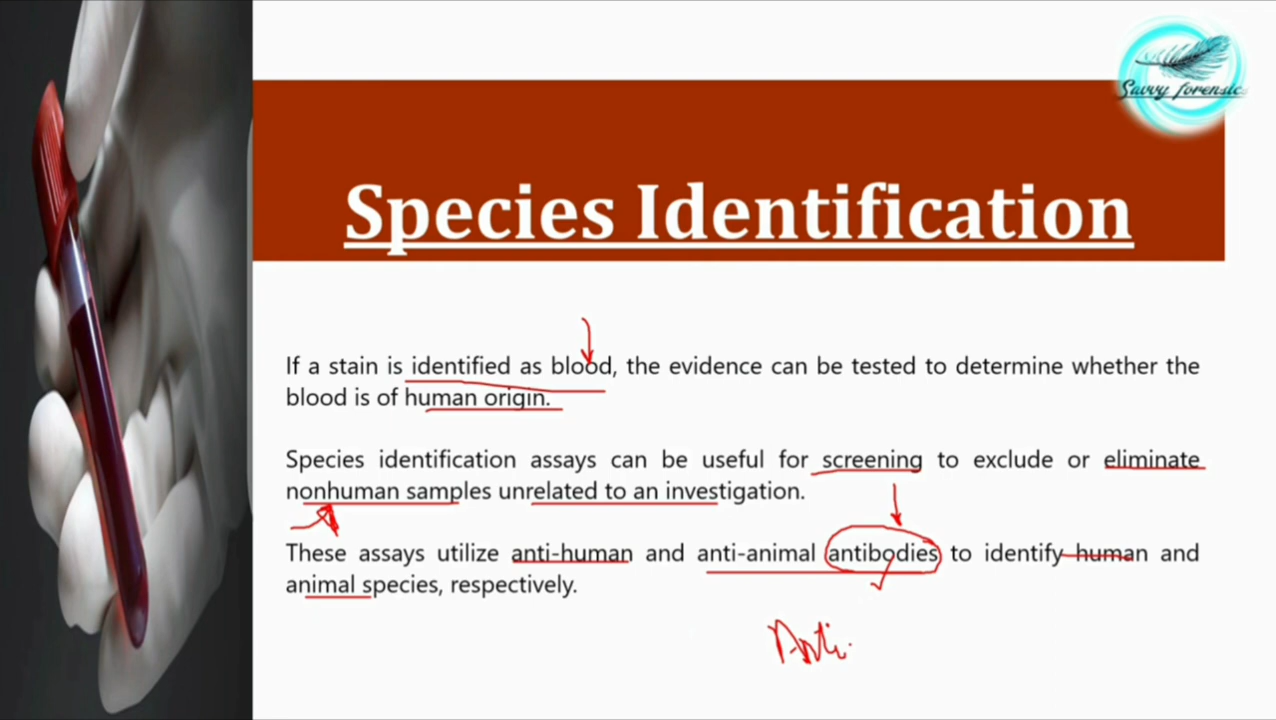 Savvy forensics
Species Identification
If a stain is identified as blood, the evidence can be tested to determine whether the
blood is of human origin.
Species identification assays can be useful for screening to exclude or eliminate
nonhuman samples unrelated to an investigation.
These assays utilize anti-human and anti-animal antibodies to identify human and
animal species, respectively.
Anti